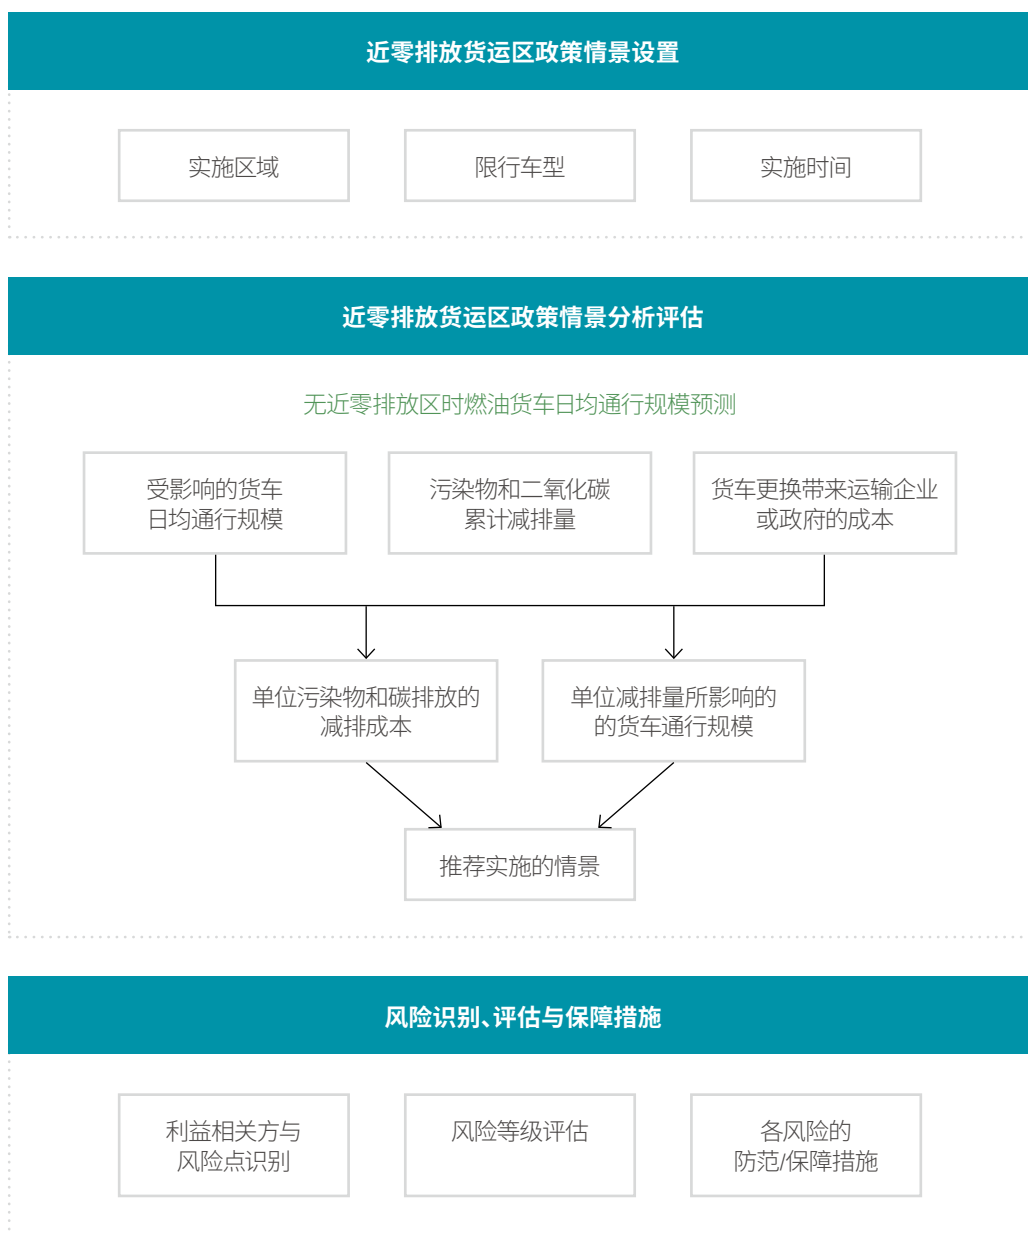 近零排放货运区政策情景设置
实施区域
限行车型
实施时间
近零排放货运区政策情景分析评估
无近零排放区时燃油货车日均通行规模预测
受影响的货车
日均通行规模
污染物和二氧化碳
累计减排量
货车更换带来运输企业
或政府的成本
单位污染物和碳排放的
减排成本
单位减排量所影响的
的货车通行规模
推荐实施的情景
风险识别、评估与保障措施
利益相关方与
风险点识别
风险等级评估
各风险的
防范/保障措施